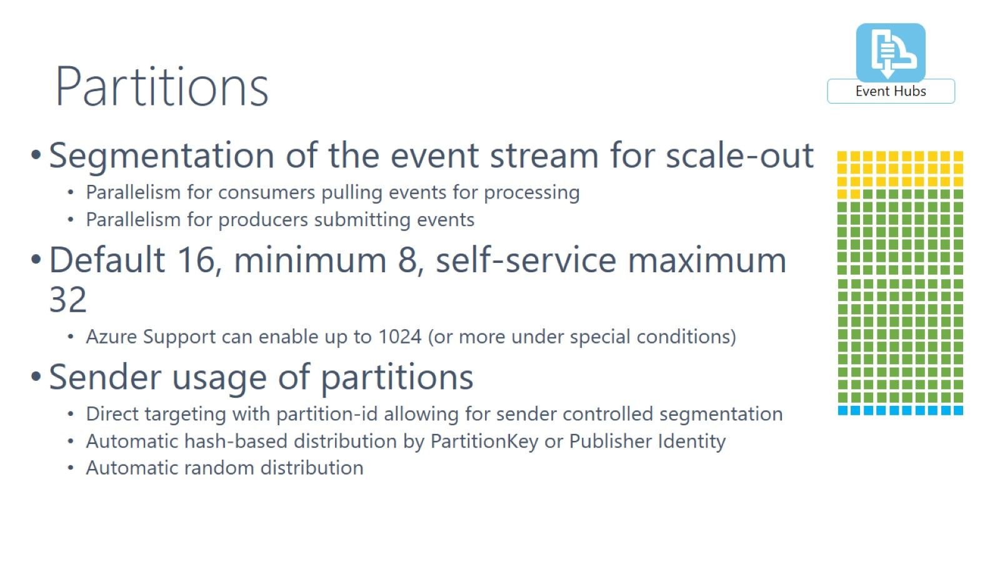 Event Hubs
Partitions
• Segmentation of the event stream for scale-out
• Parallelism for consumers pulling events for processing
• Parallelism for producers submitting events
• Default 16, minimum 8, self-service maximum
32
• Azure Support can enable up to 1024 (or more under special conditions)
• Sender usage of partitions
• Direct targeting with partition-id allowing for sender controlled segmentation
• Automatic hash-based distribution by PartitionKey or Publisher Identity
• Automatic random distribution